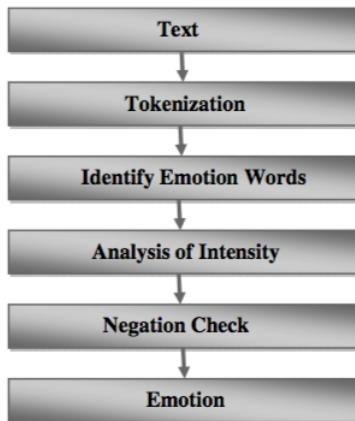 Text
Tokenization
Identify Emotion Words
Analysis of Intensity
Negation Check
Emotion